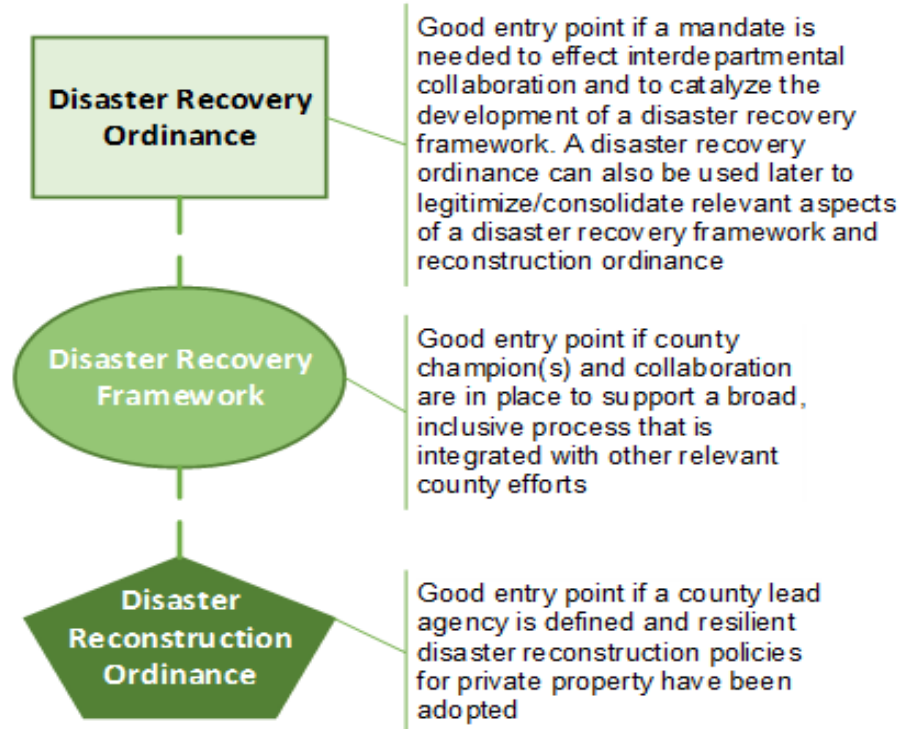 Disaster Recovery
Ordinance
Good entry point if a mandate is
needed to effect interdepartmental
collaboration and to catalyze the
development of a disaster recovery
framework. A disaster recovery
ordinance can also be used later to
legitimize/consolidate relevant aspects
of a disaster recovery framework and
reconstruction ordinance
Disaster Recovery
Framework
Good entry point if county
champion(s) and collaboration
are in place to support a broad,
inclusive process that is
integrated with other relevant
county efforts
Disaster
Reconstruction
Ordinance
Good entry point if a county lead
agency is defined and resilient
disaster reconstruction policies
for private property have been
adopted